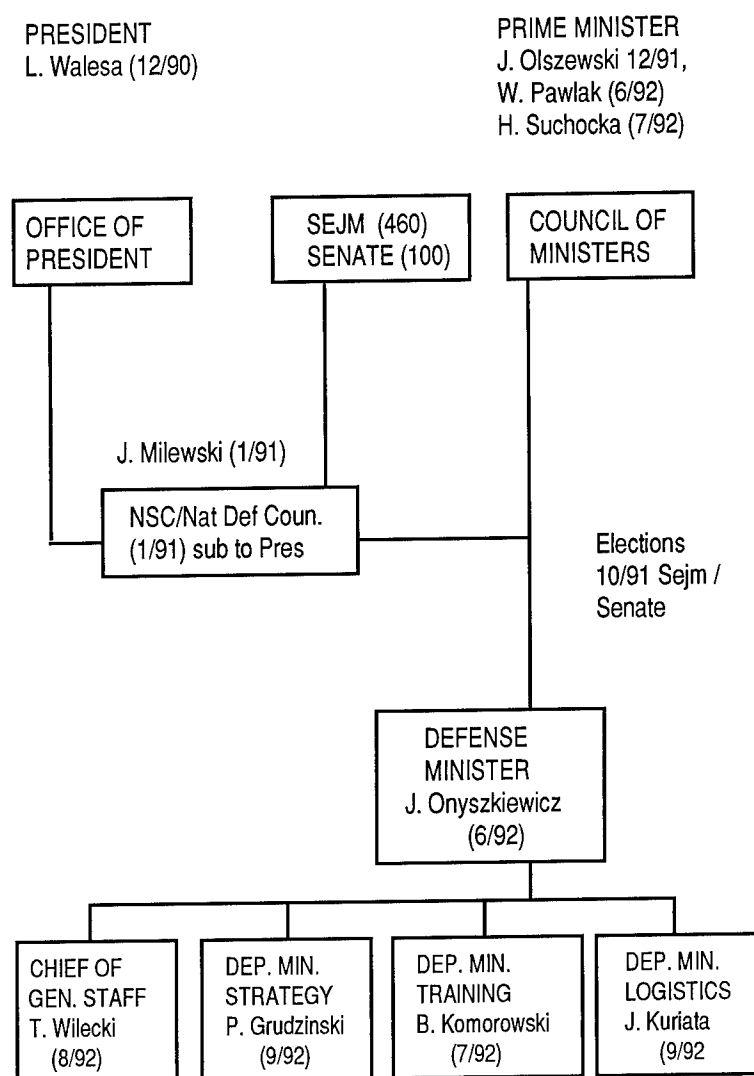 PRESIDENT
L. Walesa (12/90)
PRIME MINISTER
J. Olszewski 12/91,
W. Pawlak (6/92)
H. Suchocka (7/92)
OFFICE OF
PRESIDENT
SEJM (460)
SENATE (100)
COUNCIL OF
MINISTERS
J. Milewski (1/91)
NSC/Nat Def Coun.
(1/91) sub to Pres
Elections
10/91 Sejm /
Senate
DEFENSE
MINISTER
J. Onyszkiewicz
(6/92)
CHIEF OF
GEN. STAFF
T. Wilecki
(8/92)
DEP. MIN.
STRATEGY
P. Grudzinski
(9/92)
DEP. MIN.
TRAINING
B. Komorowski
(7/92)
DEP. MIN.
LOGISTICS
J. Kuriata
(9/92